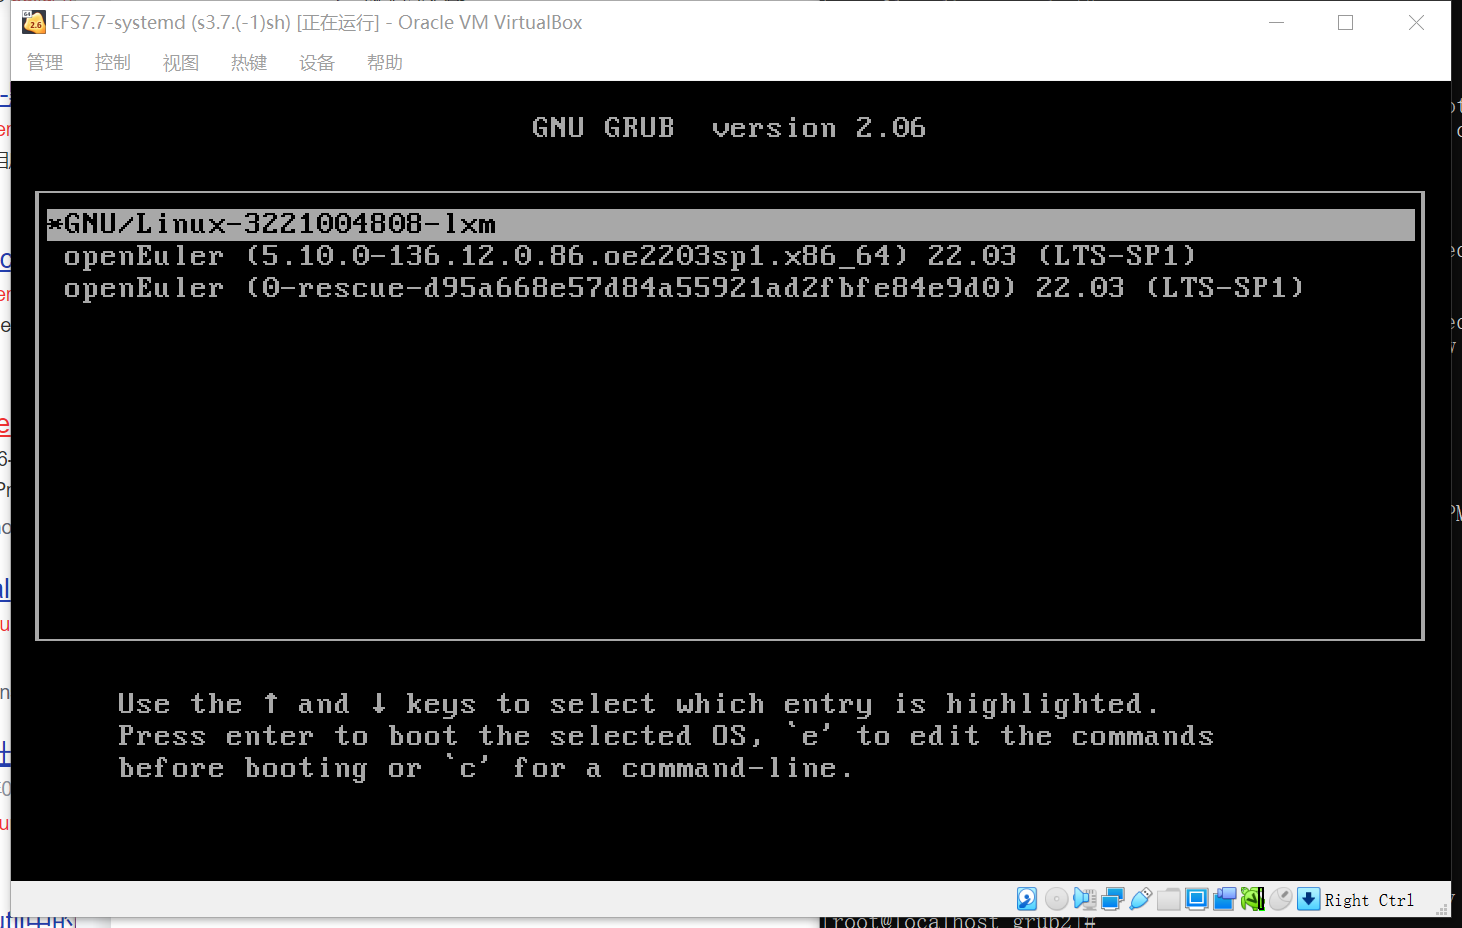 LFS7.7-systemd (s3.7.(-1)sh) [正在运行] - Oracle VM VirtualBox
管理 控制 视图 热键 设备 帮助
GNU GRUB  version 2.06
*GNU/Linux-3221004808-lxm
openEuler (5.10.0-136.12.0.86.oe2203sp1.x86_64) 22.03 (LTS-SP1)
openEuler (0-rescue-d95a668e57d84a55921ad2fbfe84e9d0) 22.03 (LTS-SP1)
Use the ↑ and ↓ keys to select which entry is highlighted.
Press enter to boot the selected OS, `e' to edit the commands
before booting or `c' for a command-line.
Right Ctrl
[root@localhost grub2]#